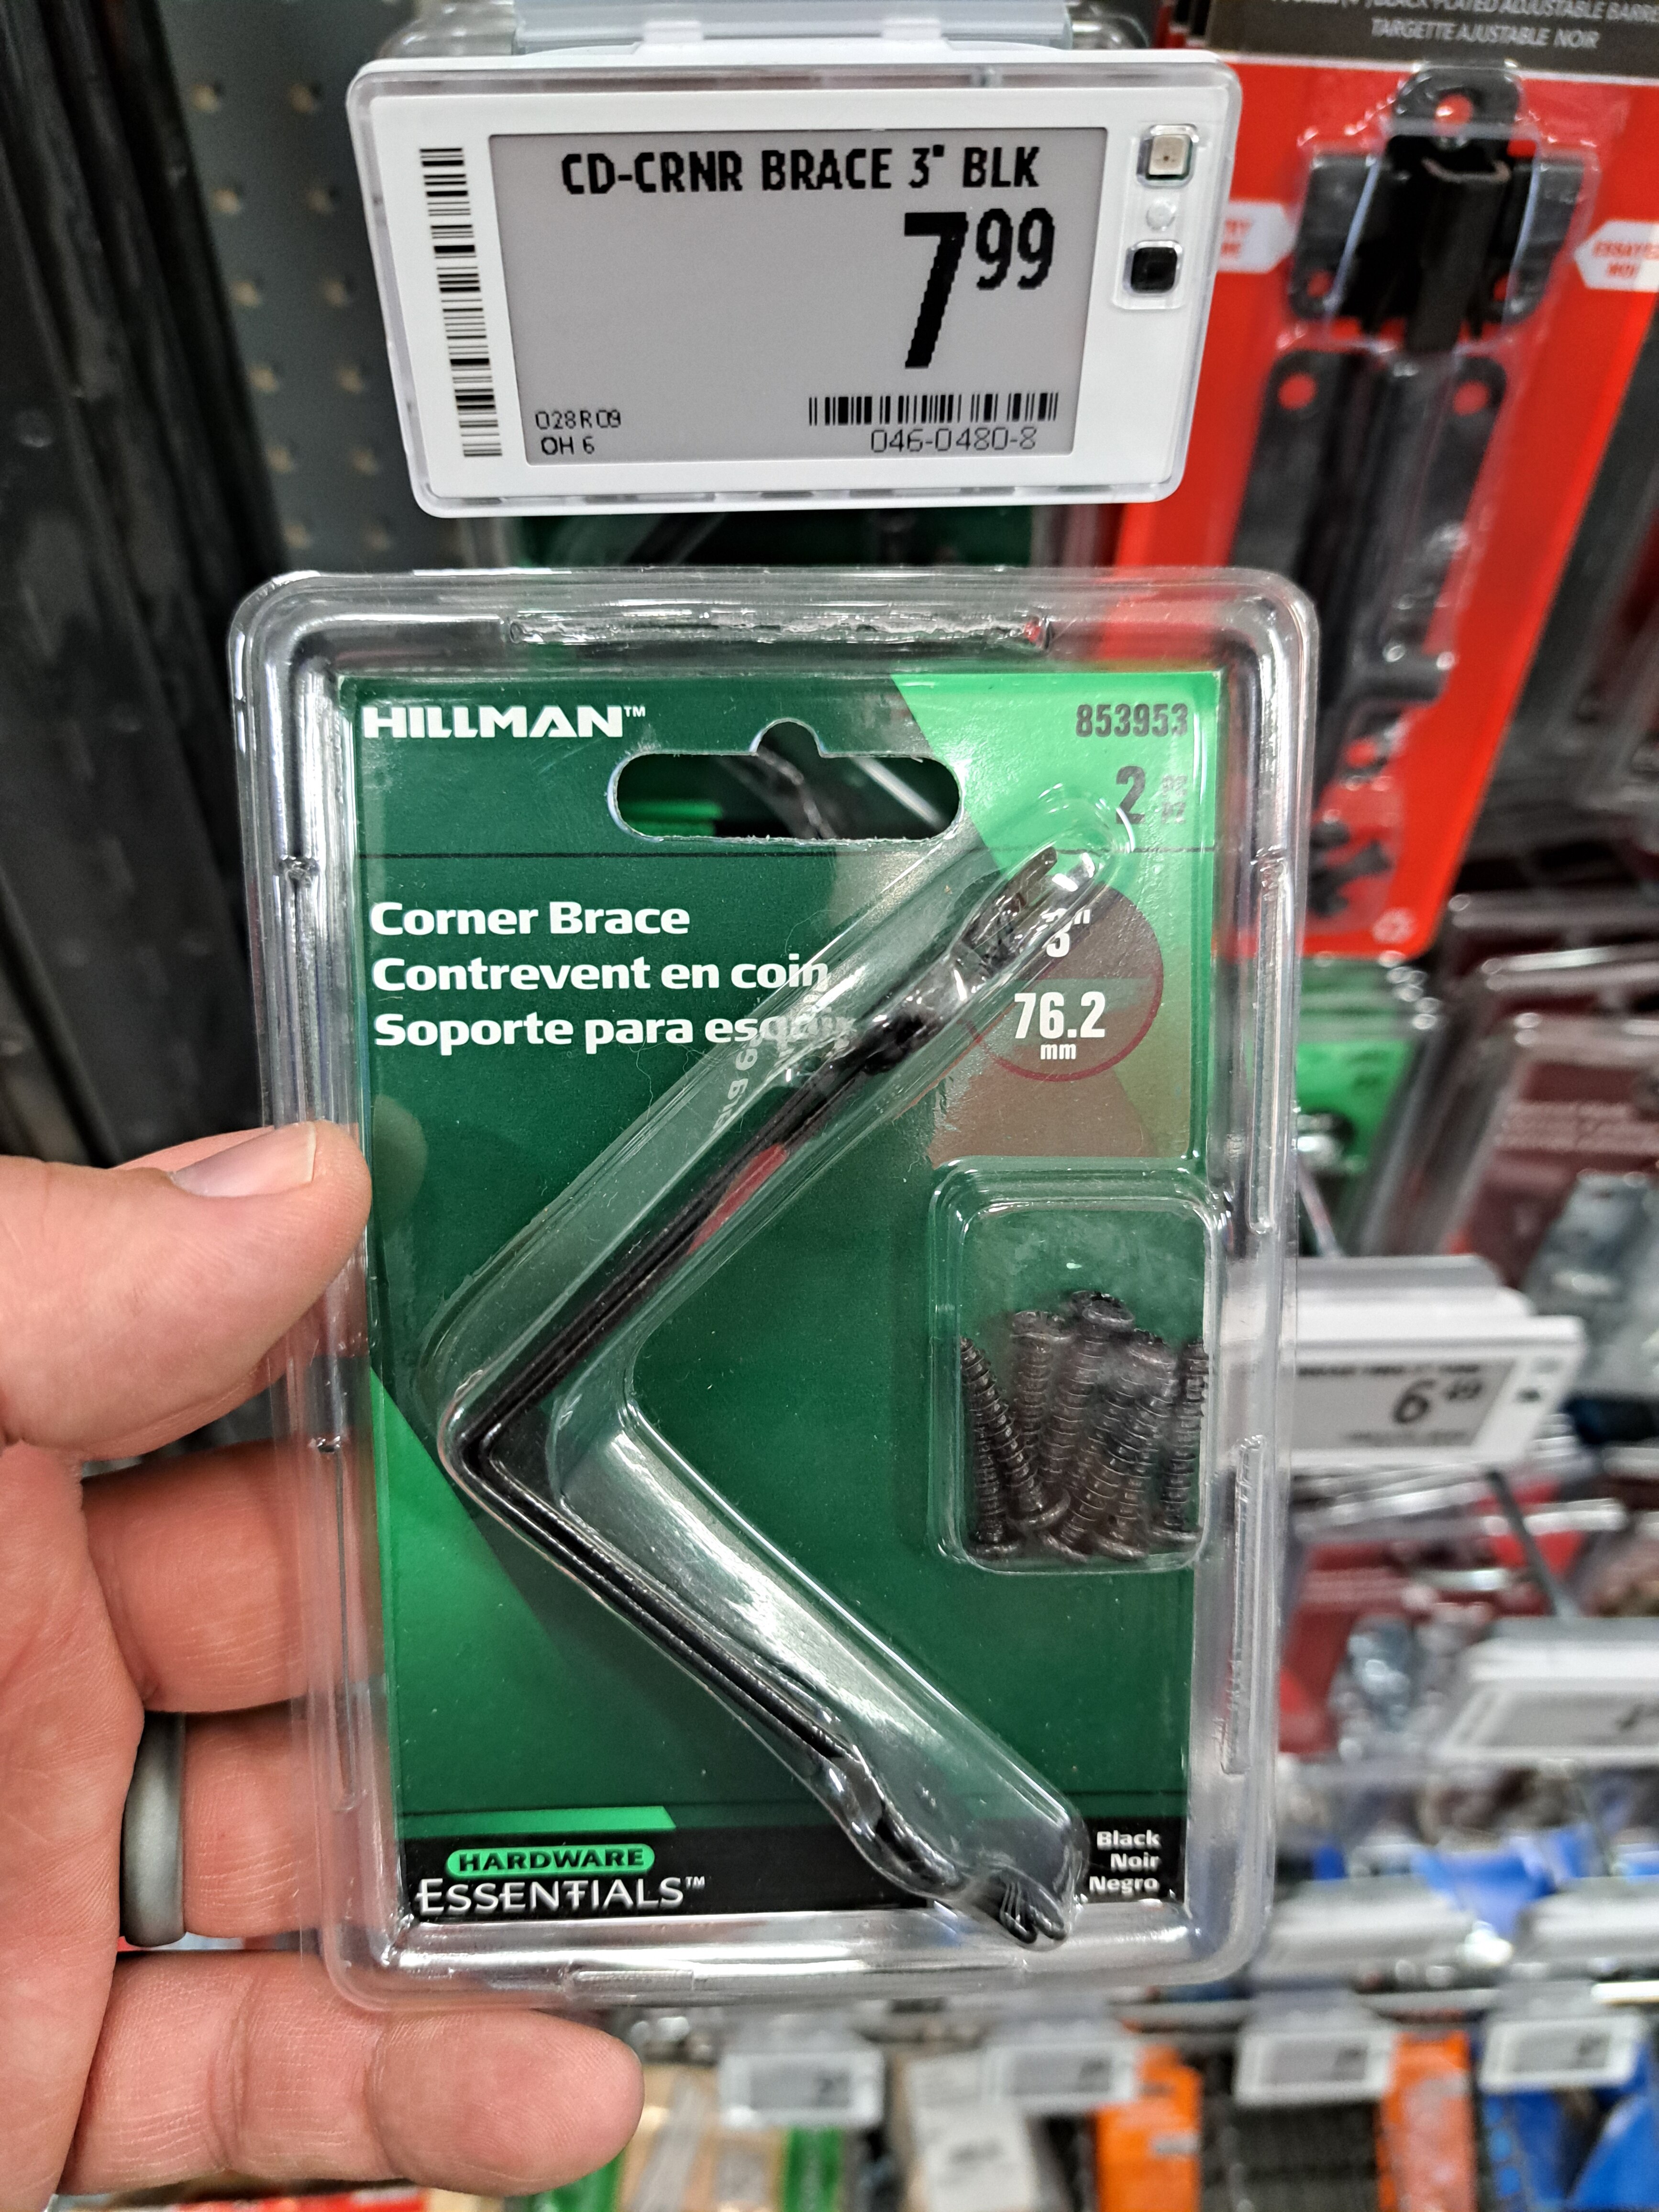 TARGETTE AJUSTABLE NOIR
CD-CRNR BRACE 3" BLK
7 99
028R09
OH 6
046-0480-8
HILLMAN™
853953
2
Corner Brace
Contrevent en coin
Soporte para
3"
76.2
mm
6
HARDWARE
ESSENTIALS™
Black
Noir
Negro